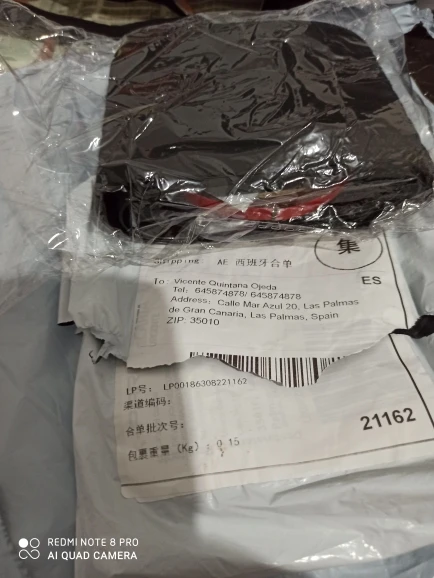 Shipping AE 西班牙合单
集
To: Vicente Quintana Ojeda
ES
Tel: 645874878/ 645874878
Address: Calle Mar Azul 20, Las Palmas
de Gran Canaria, Las Palmas, Spain
ZIP: 35010
LP号: LP00186308221162
渠道编码:
合单批次号:
21162
包裹重量 (Kg) : 0.15
REDMI NOTE 8 PRO
AI QUAD CAMERA